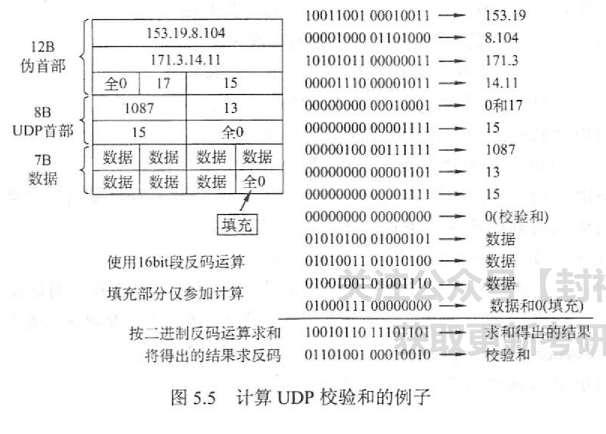 12B
伪首部
153.19.8.104
171.3.14.11
全0 17 15
8B
UDP首部
1087 13
15 全0
7B
数据
数据 数据 数据 数据
数据 数据 数据 全0
填充
10011001 00010011 → 153.19
00001000 01101000 → 8.104
10101011 00000011 → 171.3
00001110 00001011 → 14.11
00000000 00010001 → 0和17
00000000 00001111 → 15
00000100 00111111 → 1087
00000000 00001101 → 13
00000000 00001111 → 15
00000000 00000000 → 0(校验和)
01010100 01000101 → 数据
使用16bit段反码运算 01010011 01010100 → 数据
填充部分仅参加计算 01001001 01001110 → 数据
01000111 00000000 → 数据和0(填充)
按二进制反码运算求和 10010110 11101101 → 求和得出的结果
将得出的结果求反码 01101001 00010010 → 校验和
关注公众号【封
获取更新考研
图 5.5 计算 UDP 校验和的例子